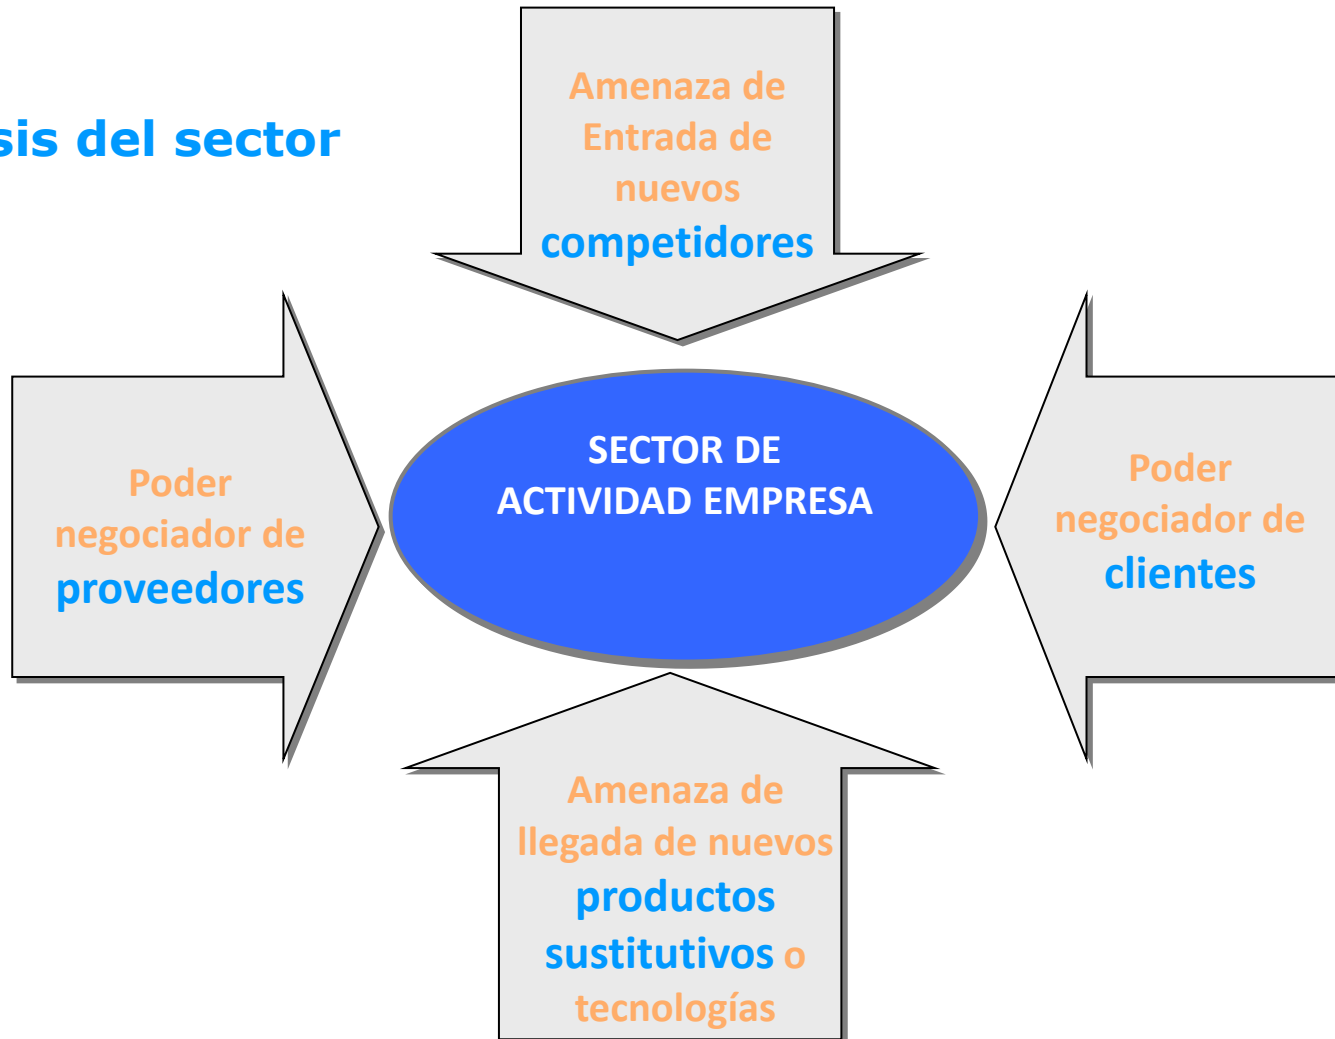 sis del sector
Amenaza de
Entrada de
nuevos
competidores
Poder
negociador de
proveedores
SECTOR DE
ACTIVIDAD EMPRESA
Poder
negociador de
clientes
Amenaza de
llegada de nuevos
productos
sustitutivos o
tecnologías